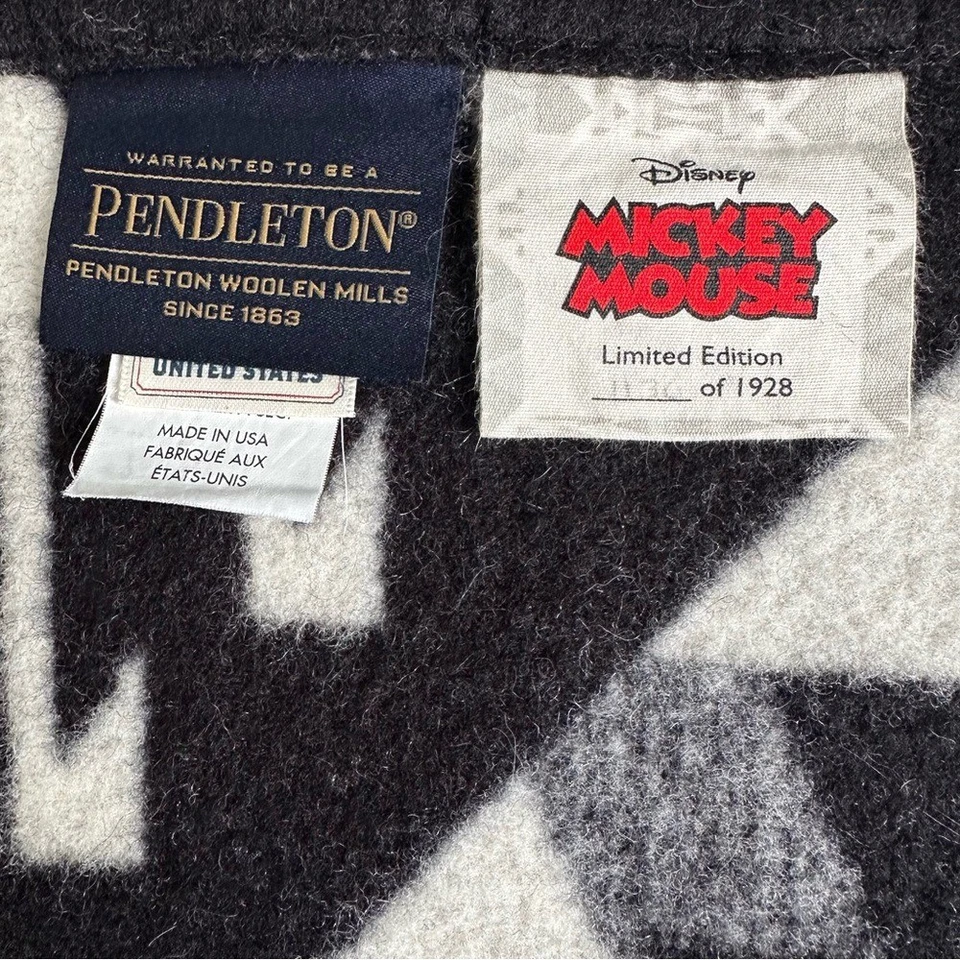 WARRANTED TO BE A
PENDLETON®
PENDLETON WOOLEN MILLS
SINCE 1863
UNITED STATES
MADE IN USA
FABRIQUÉ AUX
ÉTATS-UNIS
Disney
MICKEY
MOUSE
Limited Edition
of 1928